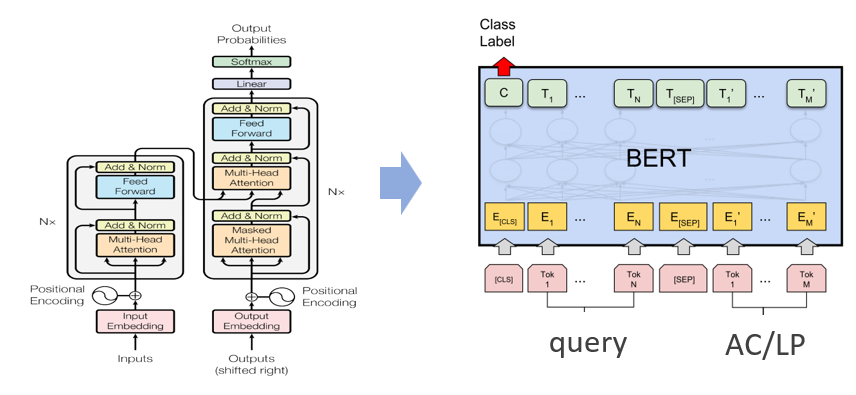 Output
Probabilities
Softmax
Linear
Add & Norm
Feed
Forward
Add & Norm
Multi-Head
Attention
Add & Norm
Masked
Multi-Head
Attention
Nx
Positional
Encoding
Output
Embedding
Outputs
(shifted right)
Add & Norm
Feed
Forward
Add & Norm
Multi-Head
Attention
Nx
Positional
Encoding
Input
Embedding
Inputs
Class
Label
C T1 ... TN T[SEP] T1' ... TM'
...
BERT
...
E[CLS] E1 ... EN E[SEP] E1' ... EM'
[CLS] Tok 1 ... Tok N [SEP] Tok 1 ... Tok M
query AC/LP